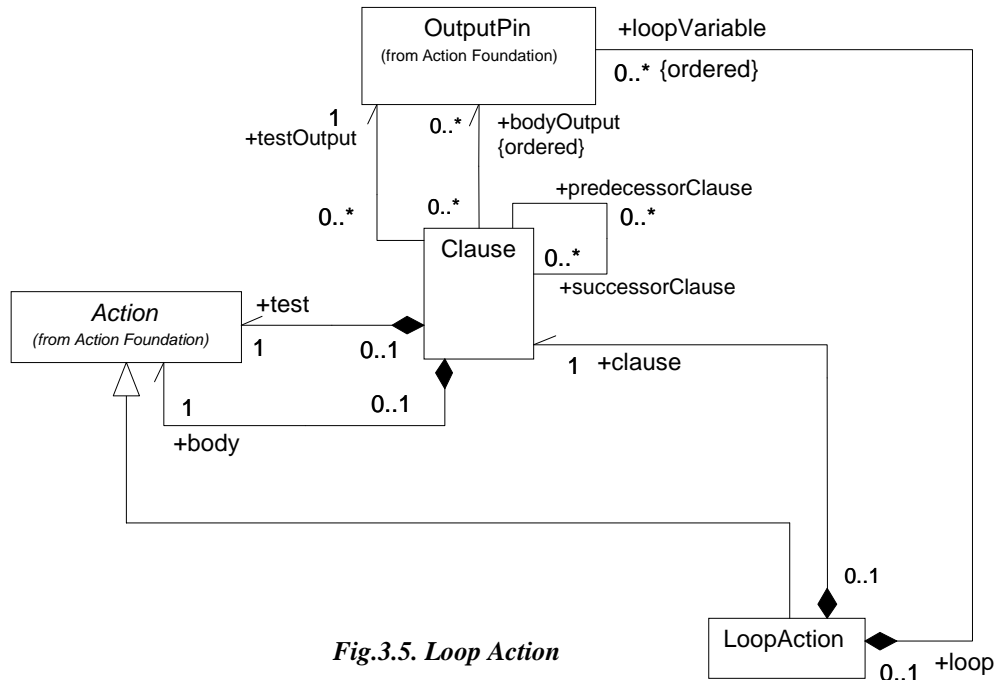 OutputPin
(from Action Foundation)
+loopVariable
0..* {ordered}
1
+testOutput
0..*
+bodyOutput
{ordered}
+predecessorClause
0..*
0..*
0..*
Clause
0..*
+successorClause
Action
(from Action Foundation)
+test
1
0..1
1
+clause
1
0..1
+body
0..1
LoopAction
0..1
+loop
Fig.3.5. Loop Action